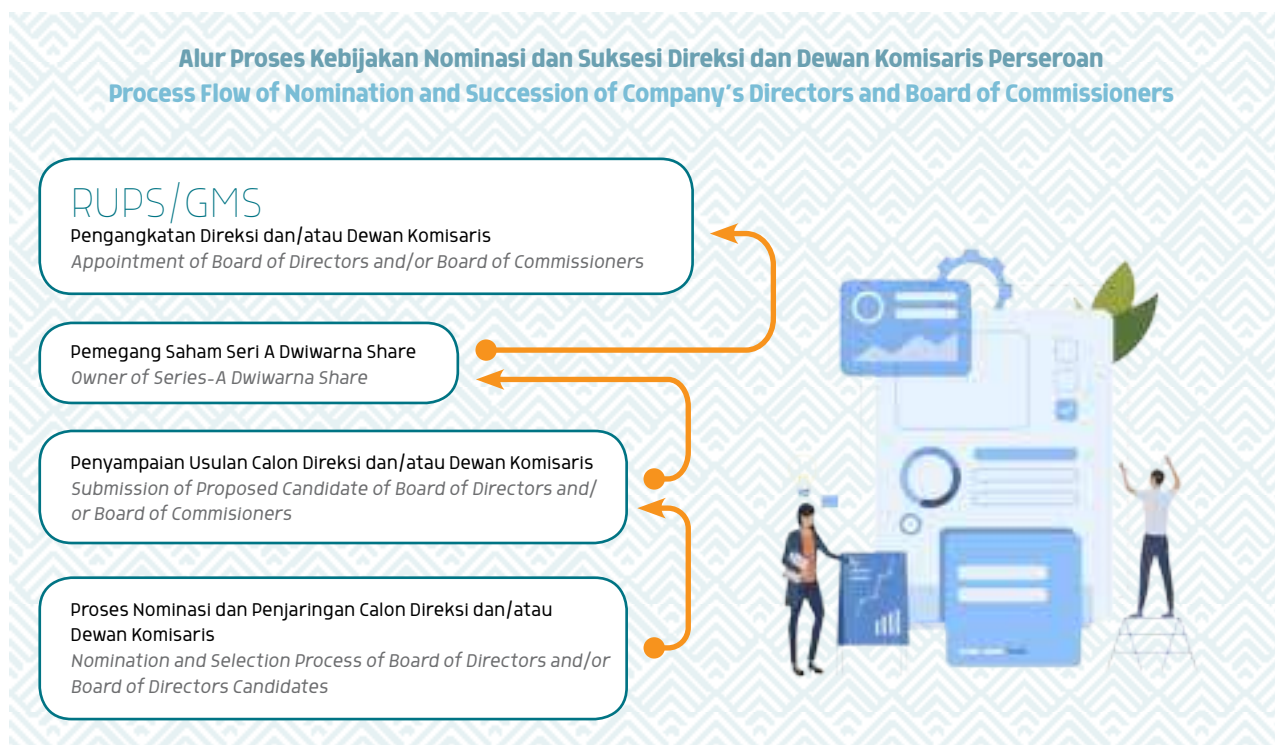 Alur Proses Kebijakan Nominasi dan Suksesi Direksi dan Dewan Komisaris Perseroan
Process Flow of Nomination and Succession of Company's Directors and Board of Commissioners
RUPS/GMS
Pengangkatan Direksi dan/atau Dewan Komisaris
Appointment of Board of Directors and/or Board of Commissioners
Pemegang Saham Seri A Dwiwarna Share
Owner of Series-A Dwiwarna Share
Penyampaian Usulan Calon Direksi dan/atau Dewan Komisaris
Submission of Proposed Candidate of Board of Directors and/
or Board of Commisioners
Proses Nominasi dan Penjaringan Calon Direksi dan/atau
Dewan Komisaris
Nomination and Selection Process of Board of Directors and/or
Board of Directors Candidates